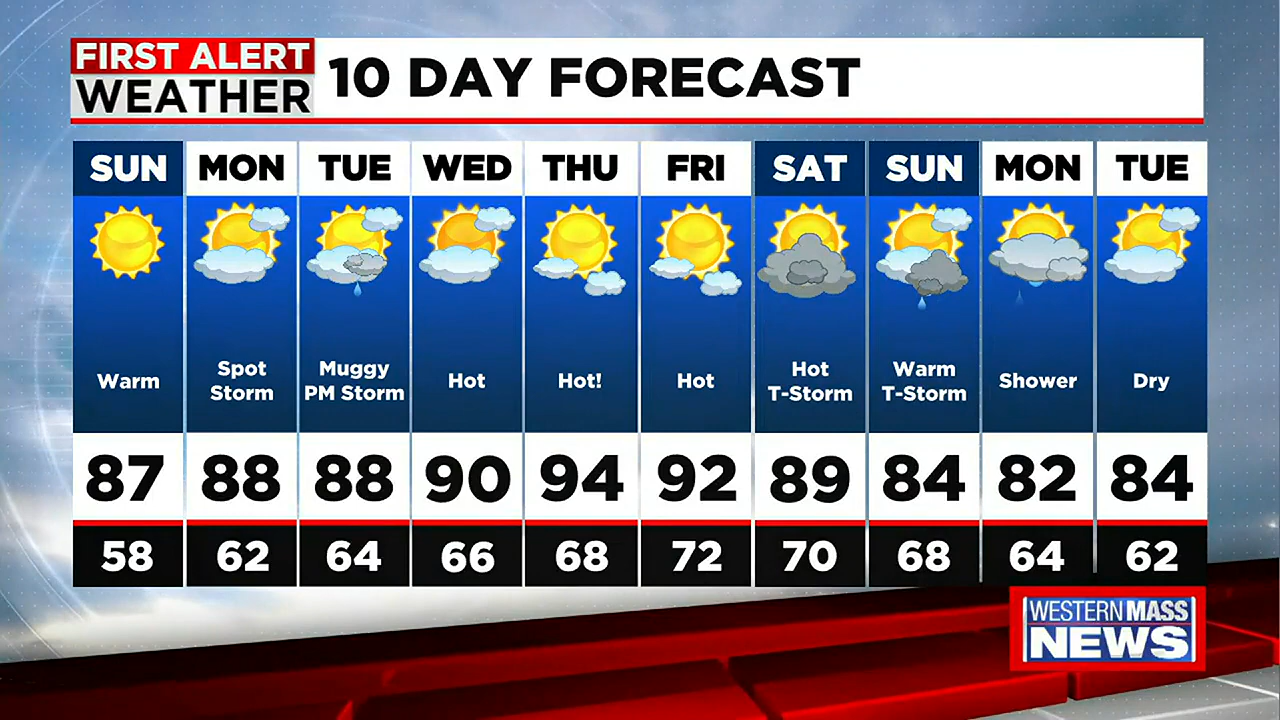 FIRST ALERT
WEATHER
10 DAY FORECAST
SUN MON TUE WED THU FRI SAT SUN MON TUE
Warm
Spot
Storm
Muggy
PM Storm
Hot
Hot!
Hot
Hot
T-Storm
Warm
T-Storm
Shower
Dry
87 88 88 90 94 92 89 84 82 84
58 62 64 66 68 72 70 68 64 62
WESTERN MASS
NEWS